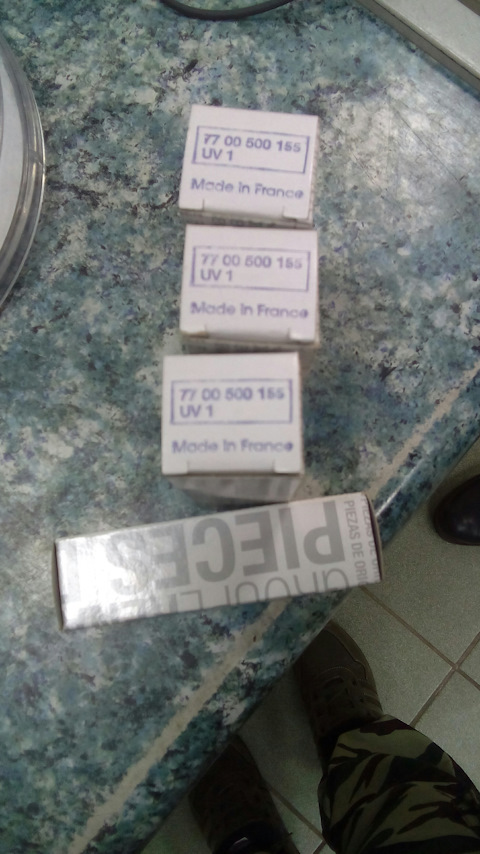 77 00 500 155
UV 1
Made in France
77 00 500 155
UV 1
Made in France
77 00 500 155
UV 1
Made in France
PIECES
PIEZAS DE ORI